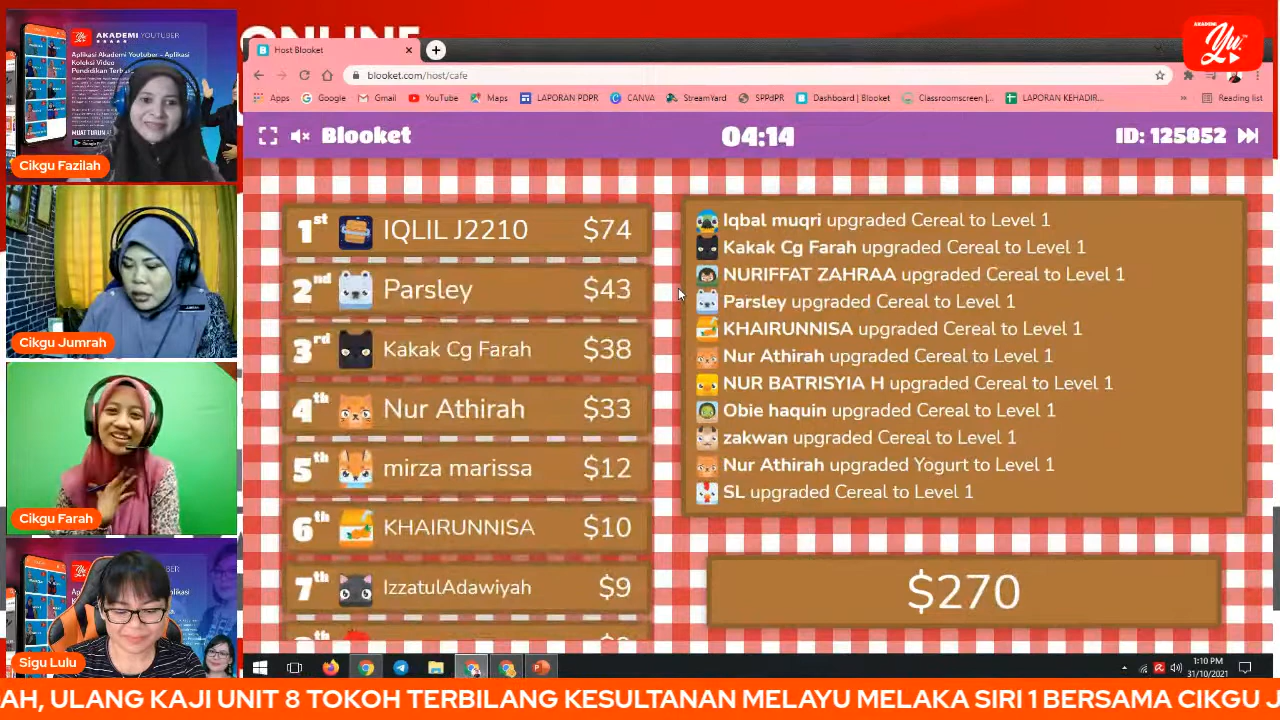 ONLINE
AKADEMI YOUTUBER
Aplikasi Akademi Youtuber - Aplikasi
Koleksi Video
Cikgu Fazilah
Cikgu Jumrah
Cikgu Farah
Sigu Lulu
AKADEMI
Host Blooket
blooket.com/host/cafe
Apps
Google
Gmail
YouTube
Maps
LAPORAN PDPR
CANVA
StreamYard
SPPdPR
Dashboard | Blooket
Classroomscreen |...
LAPORAN KEHADIR...
Reading list
Blooket
04:14
ID: 125852
1st IQLIL J2210 $74
2nd Parsley $43
3rd Kakak Cg Farah $38
4th Nur Athirah $33
5th mirza marissa $12
6th KHAIRUNNISA $10
7th IzzatulAdawiyah $9
Iqbal muqri upgraded Cereal to Level 1
Kakak Cg Farah upgraded Cereal to Level 1
NURIFFAT ZAHRAA upgraded Cereal to Level 1
Parsley upgraded Cereal to Level 1
KHAIRUNNISA upgraded Cereal to Level 1
Nur Athirah upgraded Cereal to Level 1
NUR BATRISYIA H upgraded Cereal to Level 1
Obie haquin upgraded Cereal to Level 1
zakwan upgraded Cereal to Level 1
Nur Athirah upgraded Yogurt to Level 1
SL upgraded Cereal to Level 1
$270
1:10 PM
31/10/2021
AH, ULANG KAJI UNIT 8 TOKOH TERBILANG KESULTANAN MELAYU MELAKA SIRI 1 BERSAMA CIKGU J